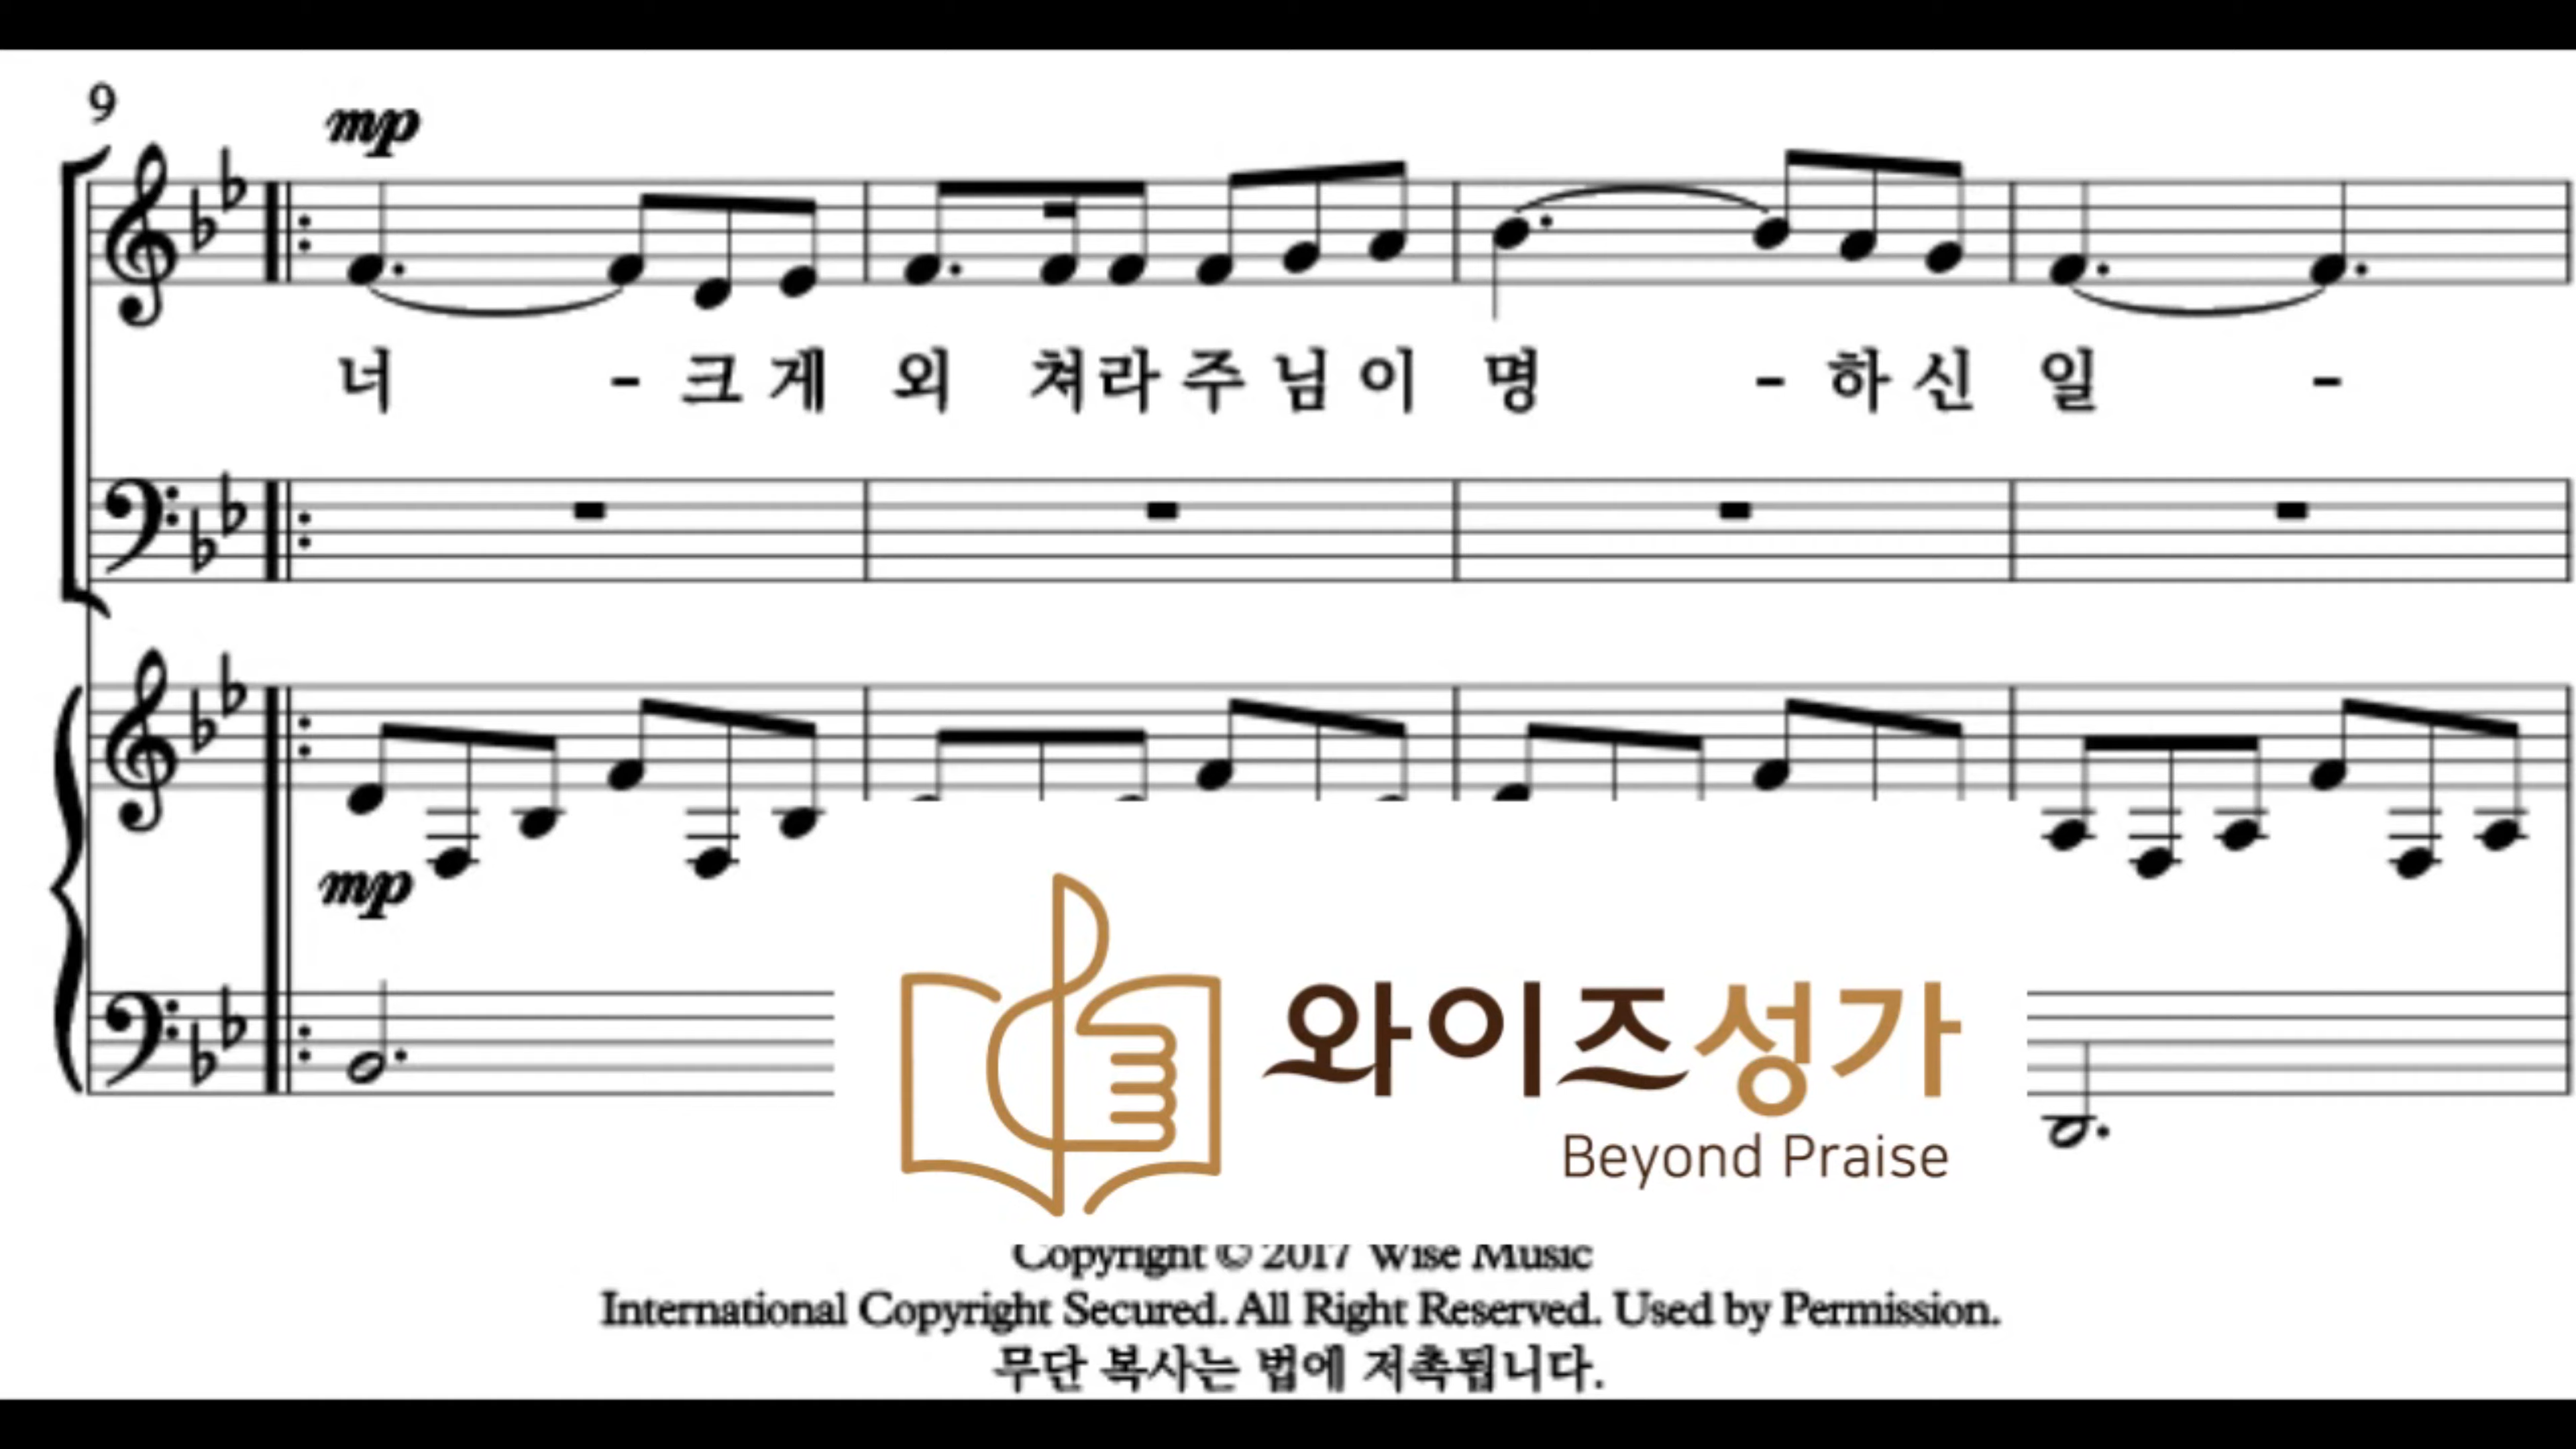 9
mp
너 - 크 게 외 쳐 라 주 님 이 명 - 하 신 일 -
mp
와이즈성가
Beyond Praise
Copyright © 2017 Wise Music
International Copyright Secured. All Right Reserved. Used by Permission.
무단 복사는 법에 저촉됩니다.